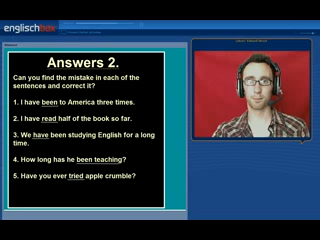 englischbox
Answers 2.
Can you find the mistake in each of the
sentences and correct it?
1. I have been to America three times.
2. I have read half of the book so far.
3. We have been studying English for a long
time.
4. How long has he been teaching?
5. Have you ever tried apple crumble?